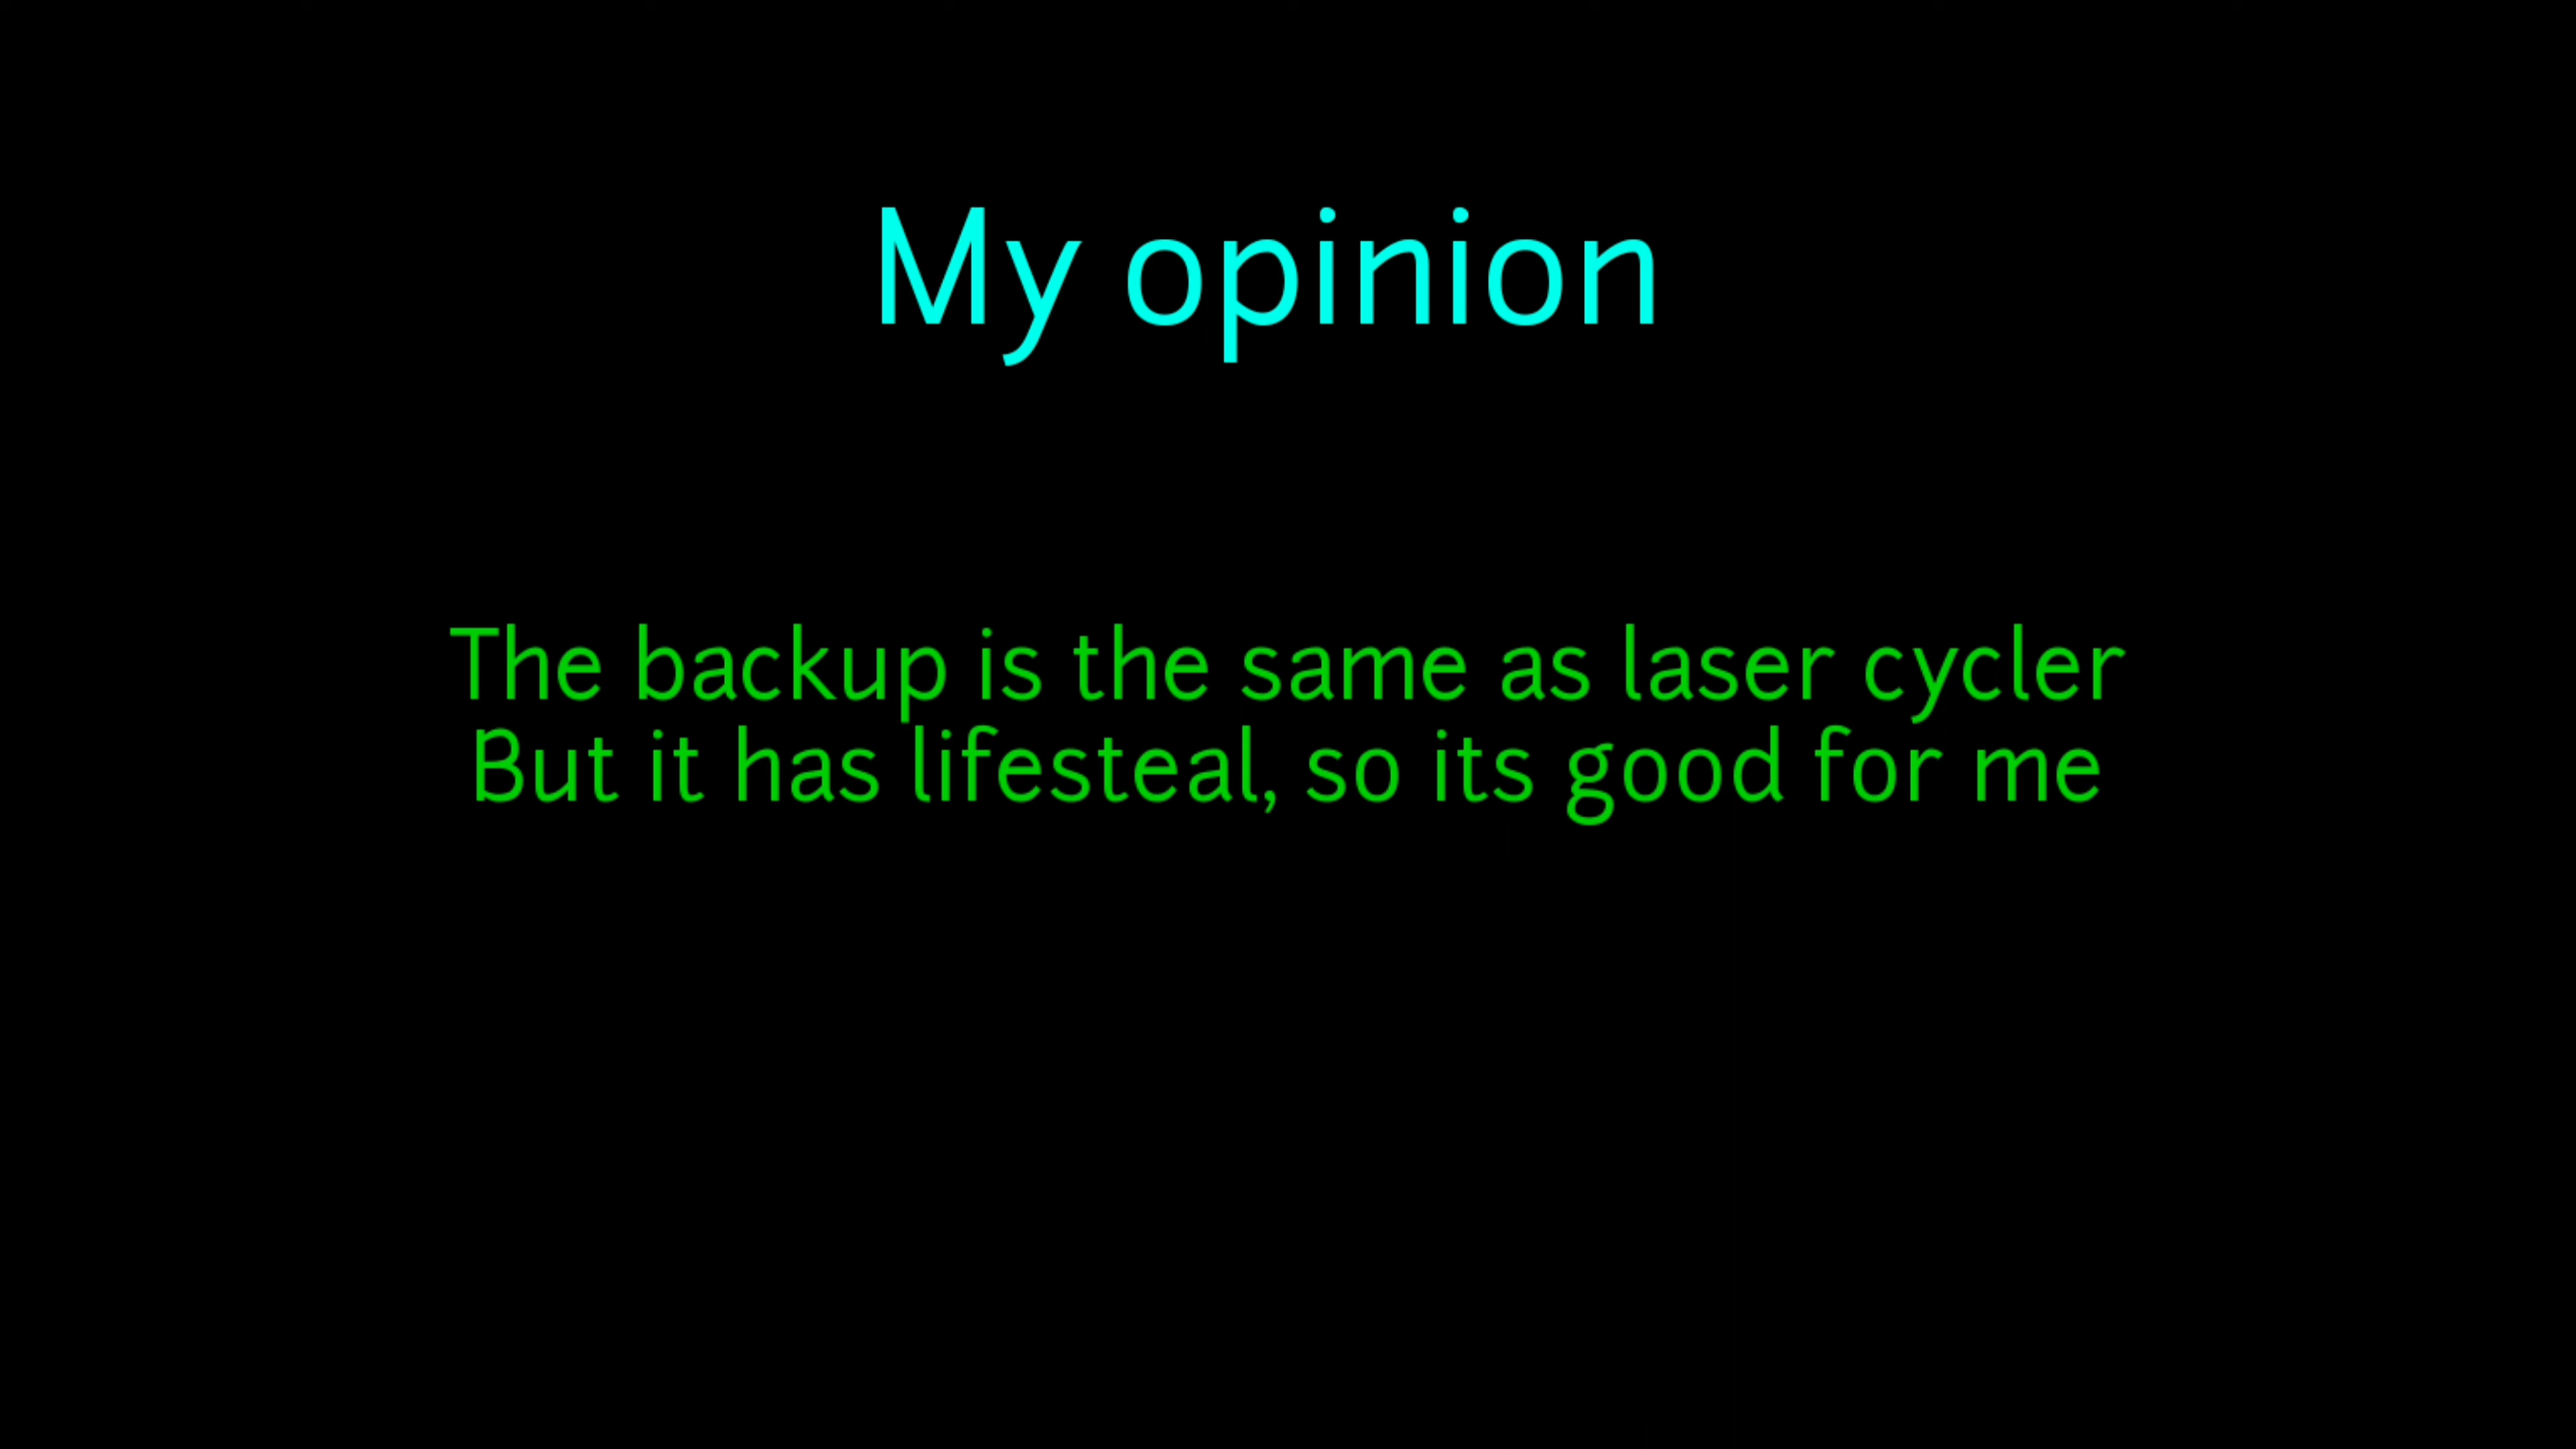 My opinion
The backup is the same as laser cycler
But it has lifesteal, so its good for me